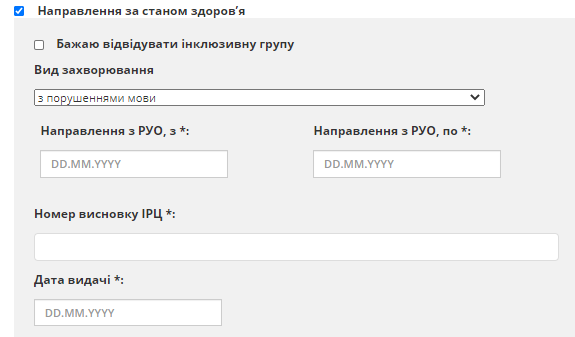 Направлення за станом здоров’я
Бажаю відвідувати інклюзивну групу
Вид захворювання
з порушеннями мови
Направлення з РУО, з *: Направлення з РУО, по *:
DD.MM.YYYY DD.MM.YYYY
Номер висновку ІРЦ *:
Дата видачі *:
DD.MM.YYYY